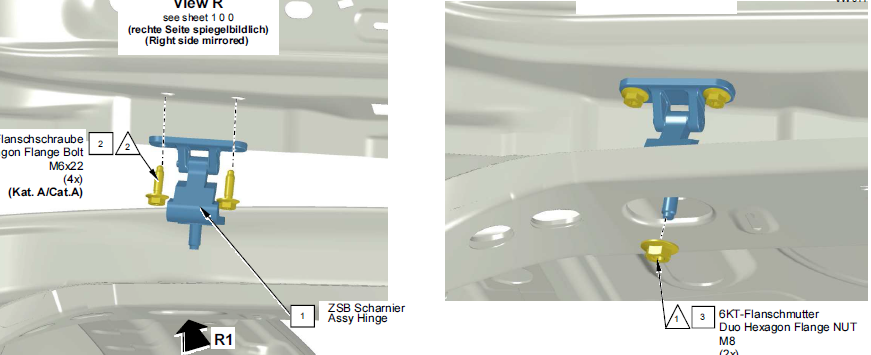 View R
see sheet 1 0 0
(rechte Seite spiegelbildlich)
(Right side mirrored)
lanschschraube
gon Flange Bolt
M6x22
(4x)
(Kat. A/Cat.A)
2
2
1
ZSB Scharnier
Assy Hinge
R1
1
3
6KT-Flanschmutter
Duo Hexagon Flange NUT
M8
(2x)